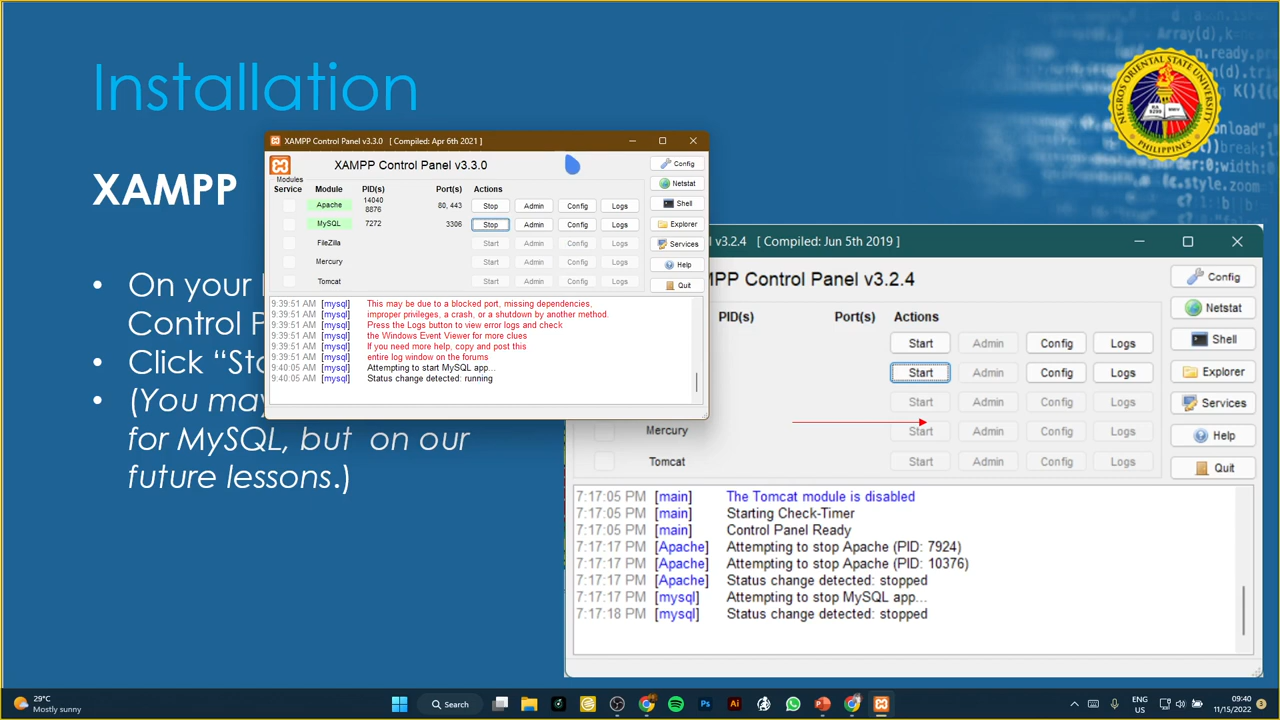 Installation
XAMPP
• On your
Control P
• Click “Sta
• (You may
for MySQL, but on our
future lessons.)
NEGROS ORIENTAL STATE UNIVERSITY
PHILIPPINES
XAMPP Control Panel v3.3.0 [ Compiled: Apr 6th 2021 ]
XAMPP Control Panel v3.3.0
Modules
Service Module PID(s) Port(s) Actions
Apache 14040 8876 80, 443 Stop Admin Config Logs
MySQL 7272 3306 Stop Admin Config Logs
FileZilla Start Admin Config Logs
Mercury Start Admin Config Logs
Tomcat Start Admin Config Logs
Config
Netstat
Shell
Explorer
Services
Help
Quit
9:39:51 AM [mysql] This may be due to a blocked port, missing dependencies,
9:39:51 AM [mysql] improper privileges, a crash, or a shutdown by another method.
9:39:51 AM [mysql] Press the Logs button to view error logs and check
9:39:51 AM [mysql] the Windows Event Viewer for more clues
9:39:51 AM [mysql] If you need more help, copy and post this
9:39:51 AM [mysql] entire log window on the forums
9:40:05 AM [mysql] Attempting to start MySQL app...
9:40:05 AM [mysql] Status change detected: running
v3.2.4 [ Compiled: Jun 5th 2019 ]
MPP Control Panel v3.2.4
PID(s) Port(s) Actions
Start Admin Config Logs
Start Admin Config Logs
Start Admin Config Logs
Mercury Start Admin Config Logs
Tomcat Start Admin Config Logs
Config
Netstat
Shell
Explorer
Services
Help
Quit
7:17:05 PM [main] The Tomcat module is disabled
7:17:05 PM [main] Starting Check-Timer
7:17:05 PM [main] Control Panel Ready
7:17:17 PM [Apache] Attempting to stop Apache (PID: 7924)
7:17:17 PM [Apache] Attempting to stop Apache (PID: 10376)
7:17:17 PM [Apache] Status change detected: stopped
7:17:17 PM [mysql] Attempting to stop MySQL app...
7:17:18 PM [mysql] Status change detected: stopped
29°C
Mostly sunny
Search
ENG
US
09:40
11/15/2022